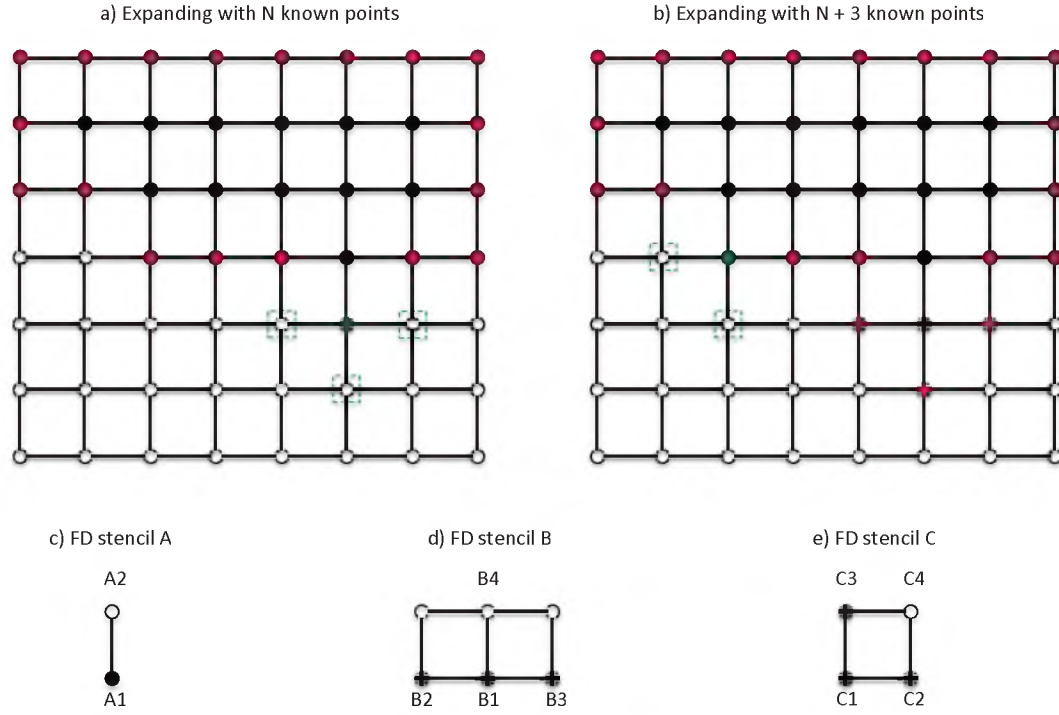 a) Expanding with N known points
b) Expanding with N + 3 known points
c) FD stencil A
d) FD stencil B
e) FD stencil C
A2
B4
C3 C4
A1
B2 B1 B3
C1 C2